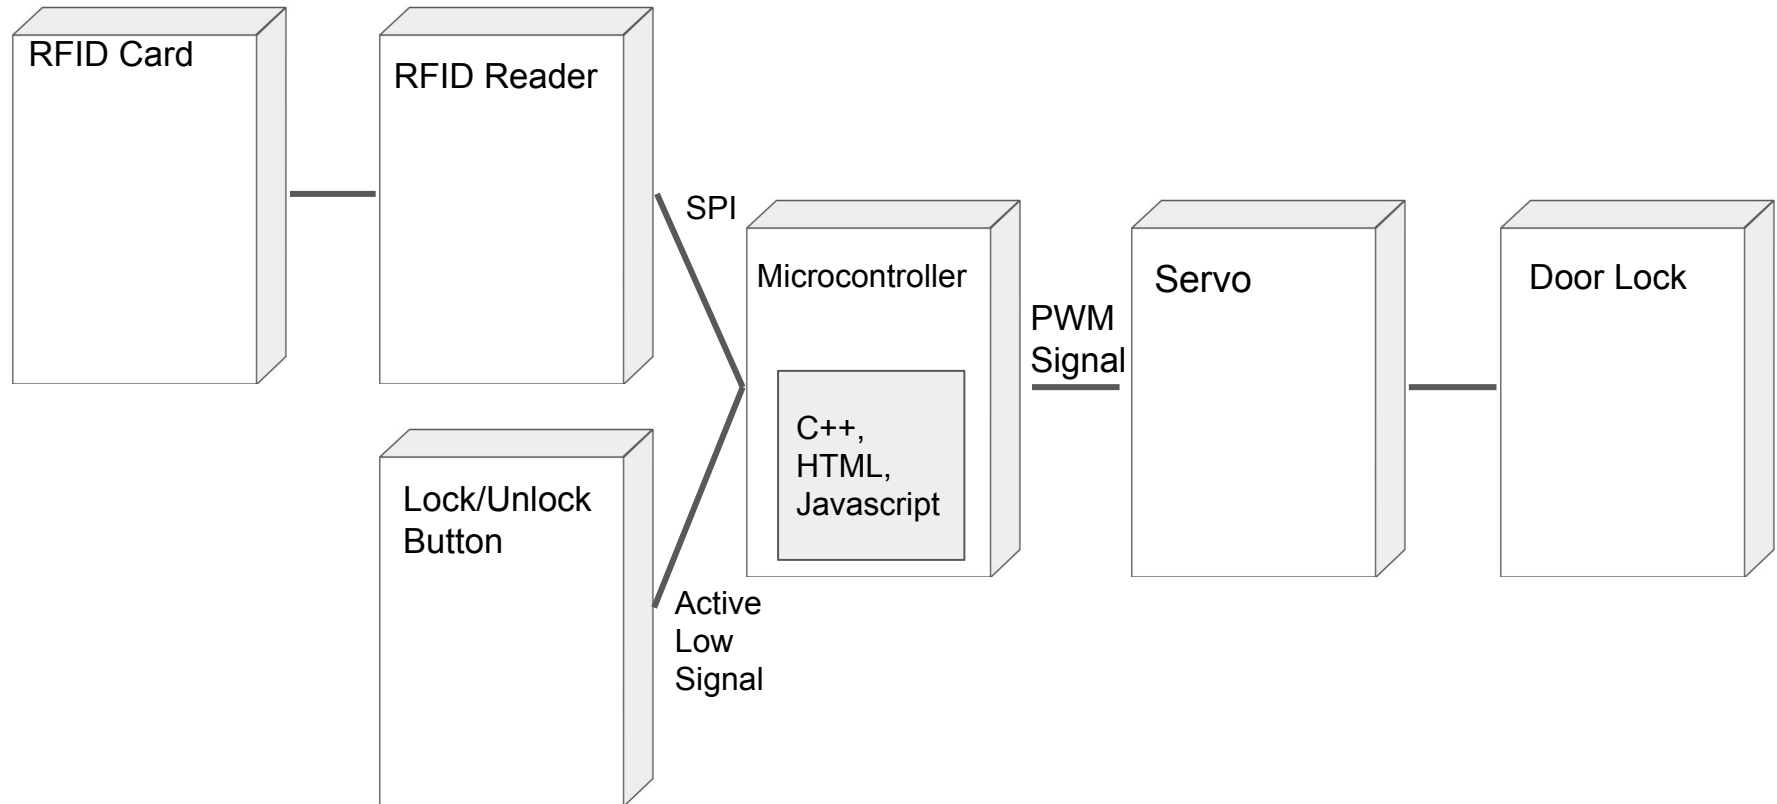 RFID Card
RFID Reader
SPI
Microcontroller
Servo
Door Lock
PWM
Signal
C++,
HTML,
Javascript
Lock/Unlock
Button
Active
Low
Signal